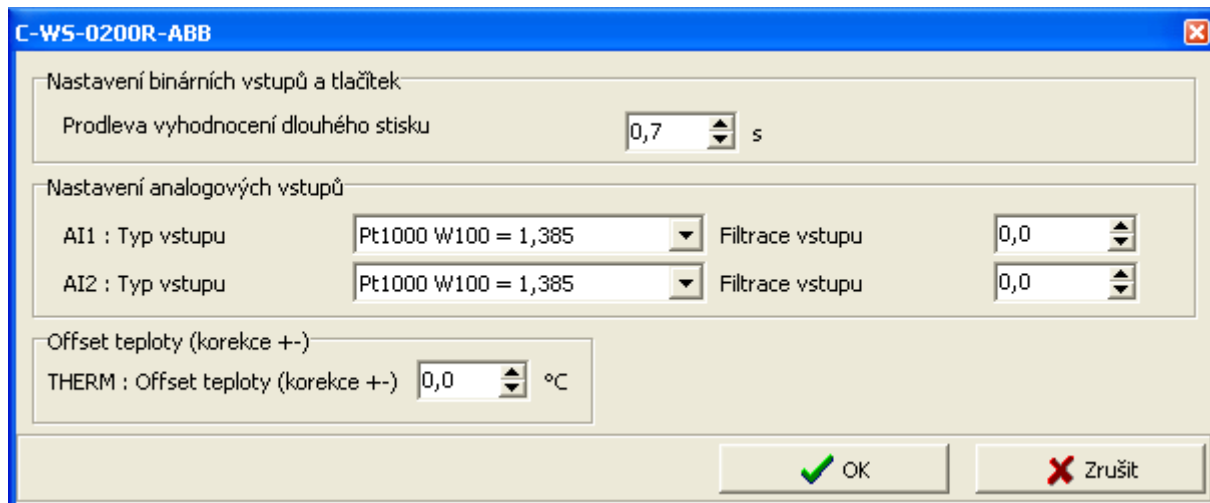 C-WS-0200R-ABB
Nastavení binárních vstupů a tlačítek
Prodleva vyhodnocení dlouhého stisku 0,7 s
Nastavení analogových vstupů
AI1 : Typ vstupu Pt1000 W100 = 1,385 Filtrace vstupu 0,0
AI2 : Typ vstupu Pt1000 W100 = 1,385 Filtrace vstupu 0,0
Offset teploty (korekce +-)
THERM : Offset teploty (korekce +-) 0,0 °C
OK Zrušit